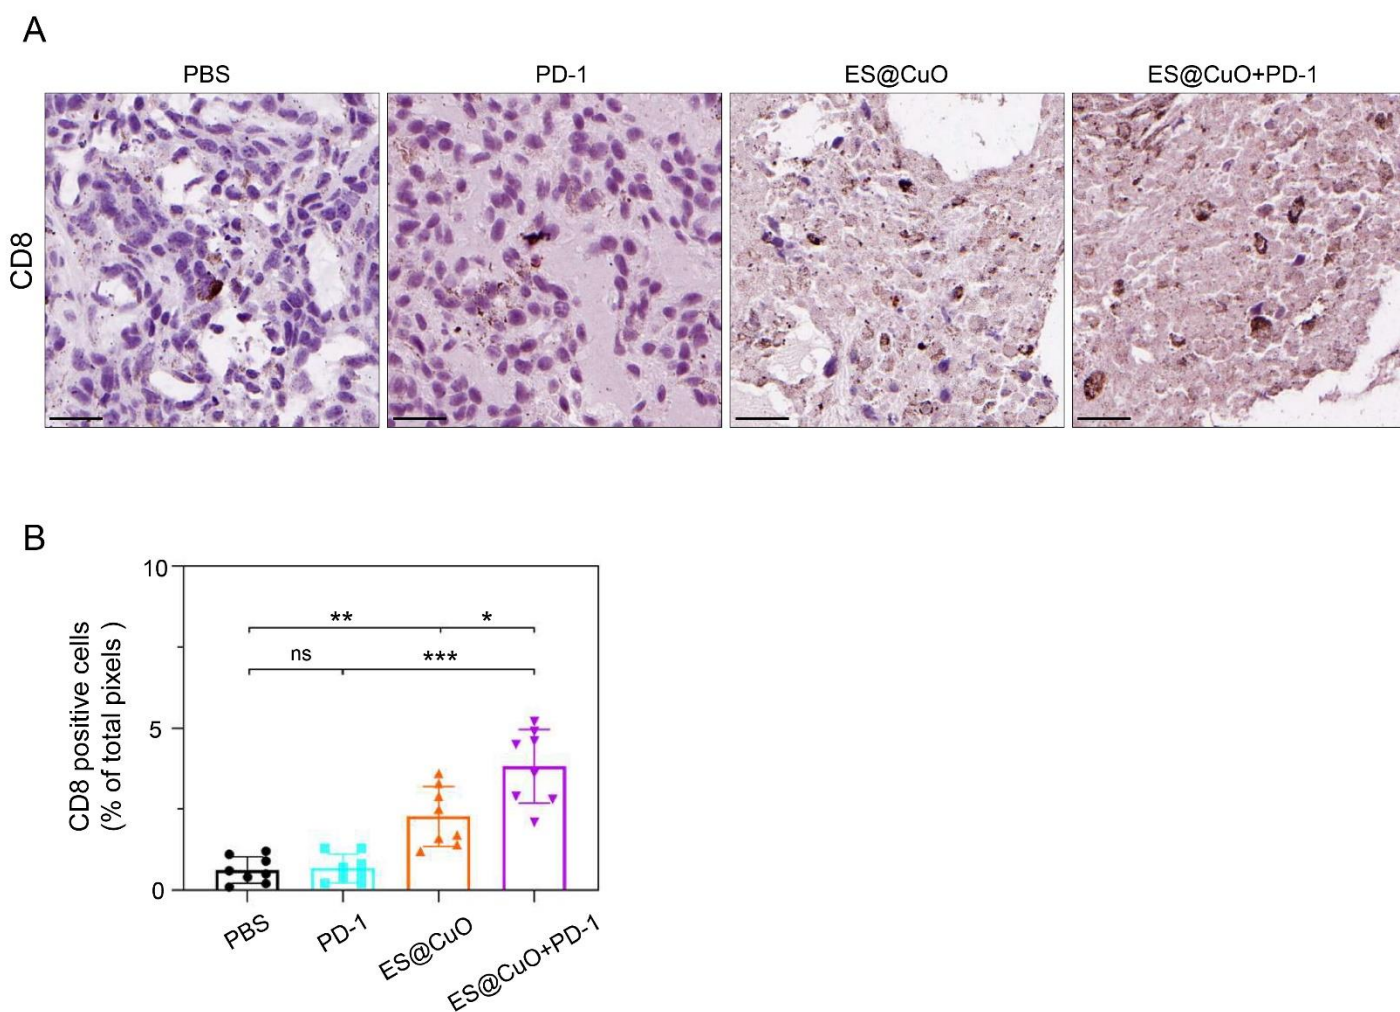 A
PBS
PD-1
ES@CuO
ES@CuO+PD-1
CD8
B
CD8 positive cells
(% of total pixels )
10
5
0
**
*
ns
***
PBS
PD-1
ES@CuO
ES@CuO+PD-1